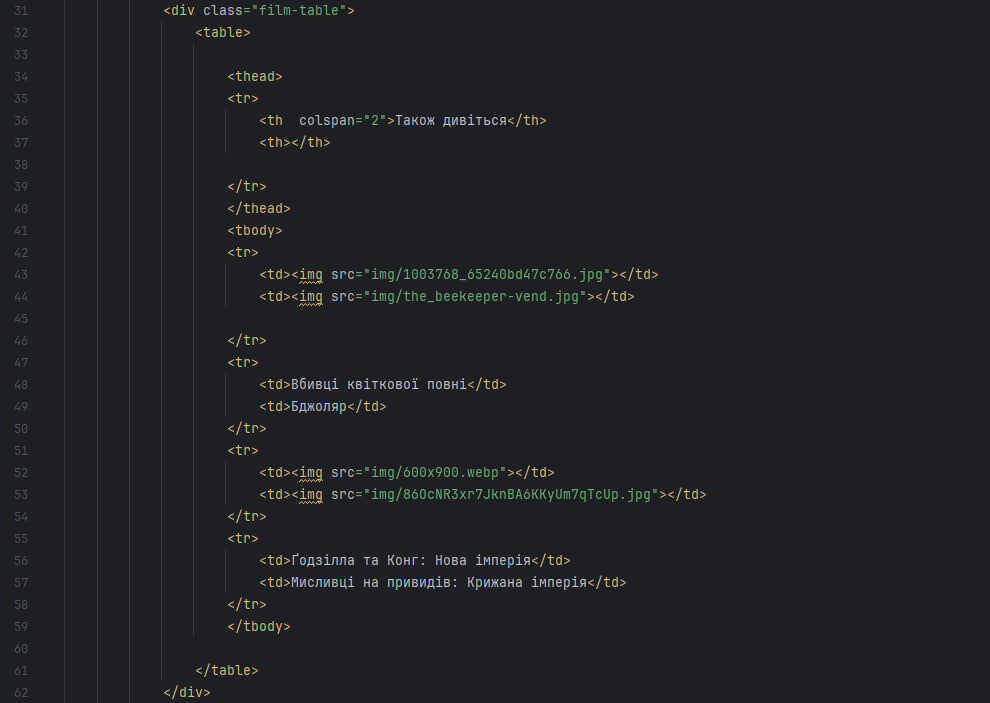 31 <div class="film-table">
32 <table>
33
34 <thead>
35 <tr>
36 <th  colspan="2">Також дивіться</th>
37 <th></th>
38
39 </tr>
40 </thead>
41 <tbody>
42 <tr>
43 <td><img src="img/1003768_65240bd47c766.jpg"></td>
44 <td><img src="img/the_beekeeper-vend.jpg"></td>
45
46 </tr>
47 <tr>
48 <td>Вбивці квіткової повні</td>
49 <td>Бджоляр</td>
50 </tr>
51 <tr>
52 <td><img src="img/600x900.webp"></td>
53 <td><img src="img/86OcNR3xr7JknBA6KKyUm7qTcUp.jpg"></td>
54 </tr>
55 <tr>
56 <td>Ґодзілла та Конг: Нова імперія</td>
57 <td>Мисливці на привидів: Крижана імперія</td>
58 </tr>
59 </tbody>
60
61 </table>
62 </div>